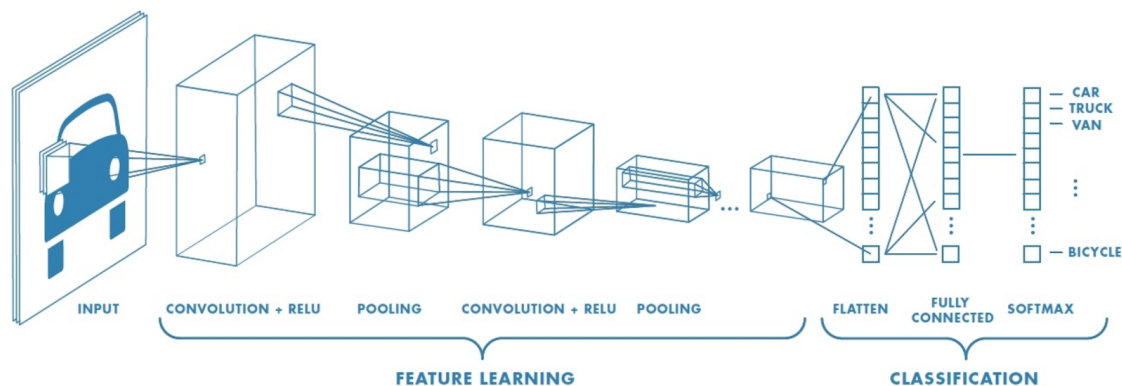 CAR
TRUCK
VAN
BICYCLE
INPUT
CONVOLUTION + RELU
POOLING
CONVOLUTION + RELU
POOLING
FLATTEN
FULLY
CONNECTED
SOFTMAX
FEATURE LEARNING
CLASSIFICATION